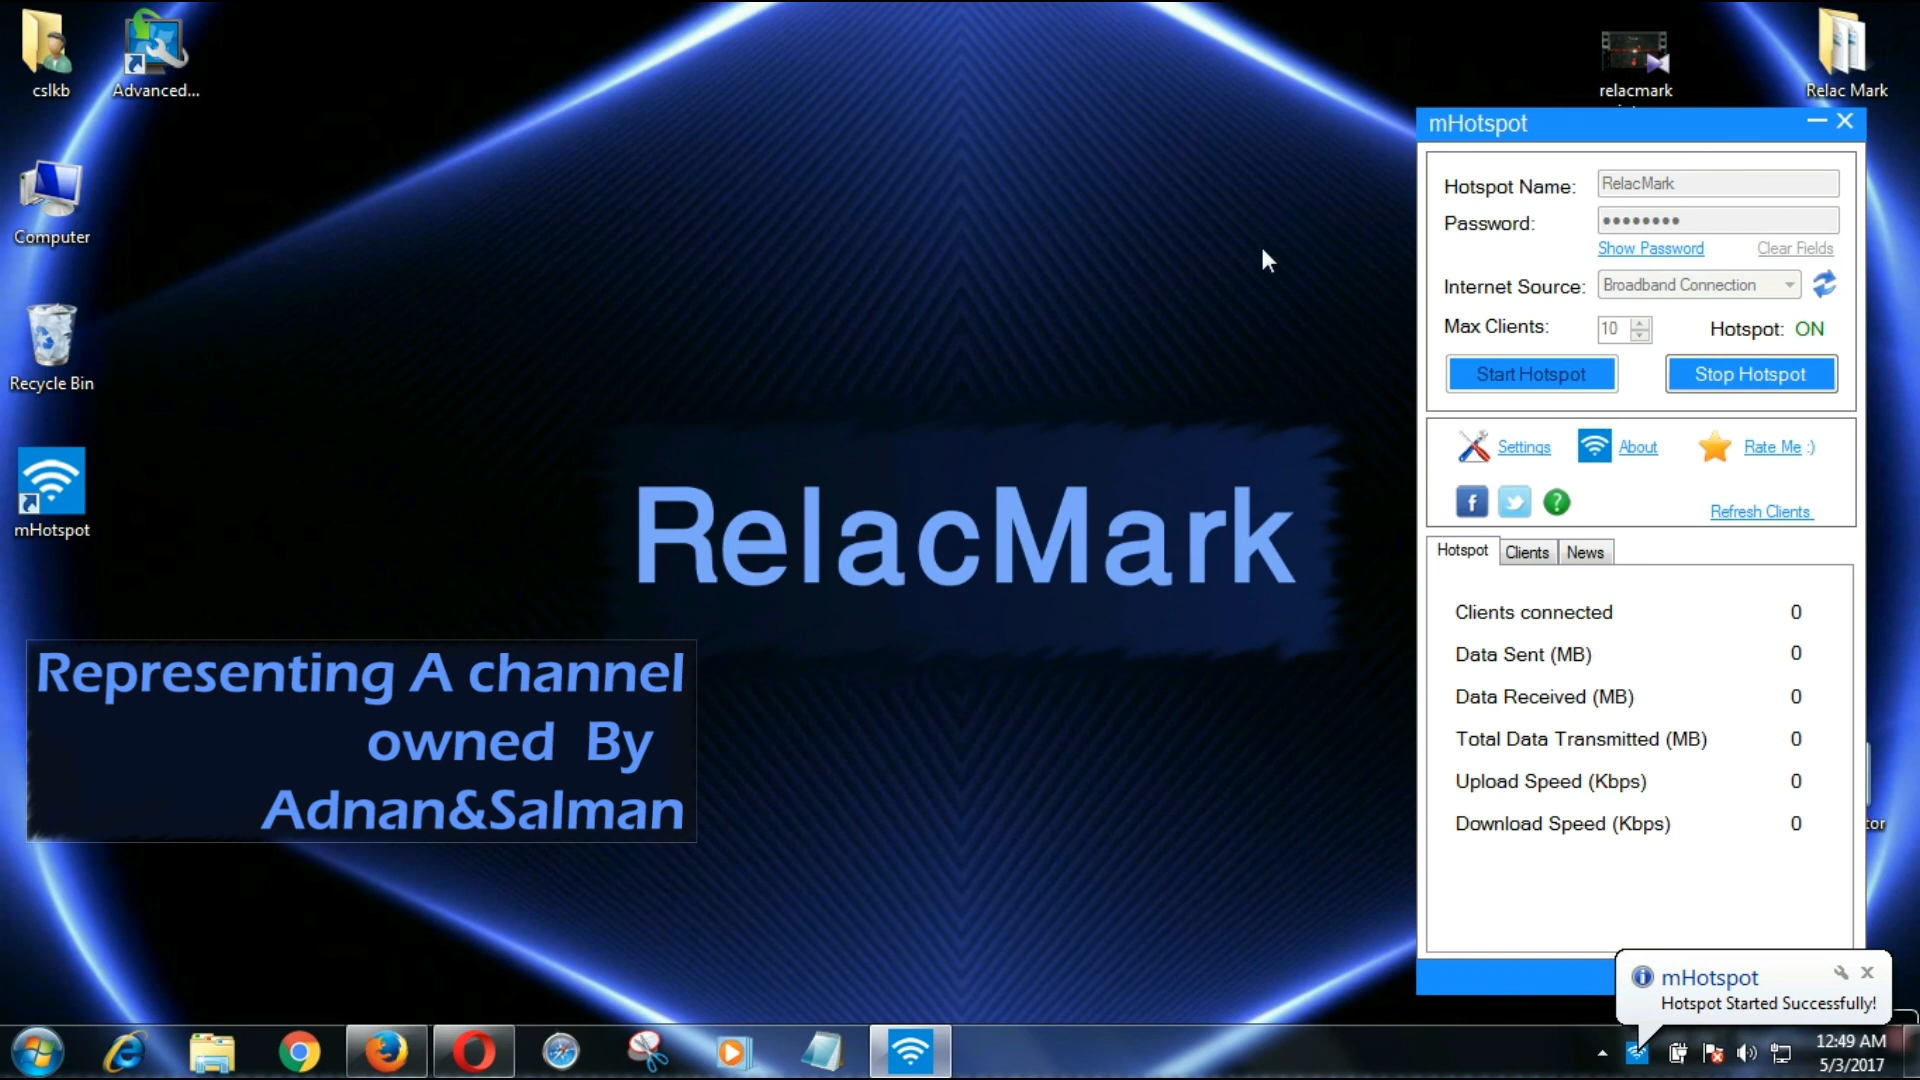 cslkb
Advanced...
Computer
Recycle Bin
mHotspot
relacmark
Relac Mark
RelacMark
Representing A channel
owned By
Adnan&Salman
mHotspot
Hotspot Name: RelacMark
Password: ●●●●●●●●
Show Password Clear Fields
Internet Source: Broadband Connection
Max Clients: 10 Hotspot: ON
Start Hotspot Stop Hotspot
Settings About Rate Me :)
Refresh Clients
Hotspot Clients News
Clients connected 0
Data Sent (MB) 0
Data Received (MB) 0
Total Data Transmitted (MB) 0
Upload Speed (Kbps) 0
Download Speed (Kbps) 0
tor
mHotspot
Hotspot Started Successfully!
12:49 AM
5/3/2017